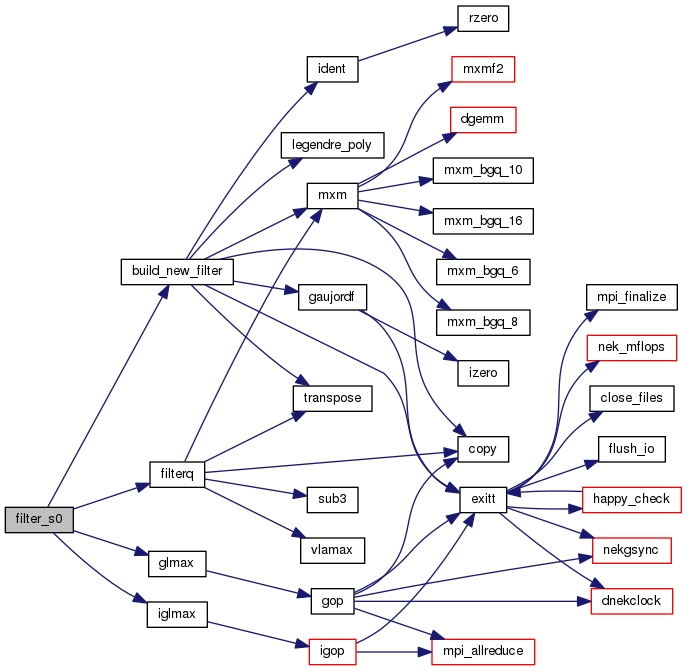 rzero
ident
mxmf2
dgemm
legendre_poly
mxm_bgq_10
mxm
mxm_bgq_16
build_new_filter
mxm_bgq_6
gaujordf
mpi_finalize
mxm_bgq_8
nek_mflops
izero
transpose
close_files
copy
flush_io
filterq
sub3
exitt
happy_check
filter_s0
vlamax
nekgsync
glmax
gop
dnekclock
iglmax
igop
mpi_allreduce